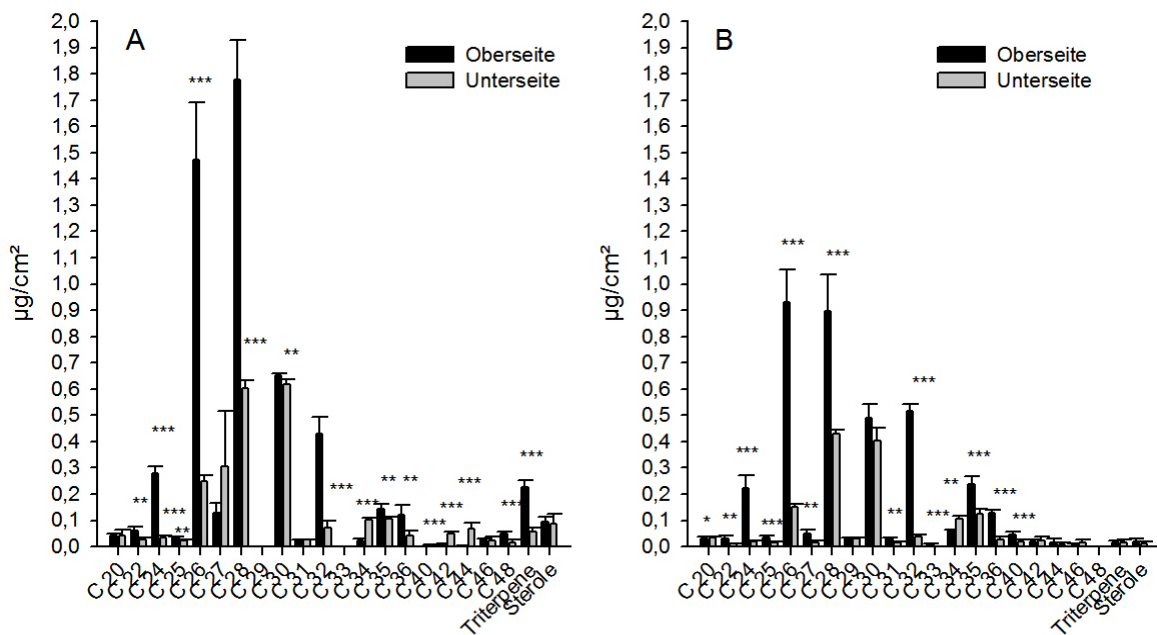 A
Oberseite
Unterseite
µg/cm²
2,0
1,9
1,8
1,7
1,6
1,5
1,4
1,3
1,2
1,1
1,0
0,9
0,8
0,7
0,6
0,5
0,4
0,3
0,2
0,1
0,0
**
***
***
**
***
***
**
***
***
**
**
***
***
***
***
***
C 20
C 22
C 24
C 25
C 26
C 27
C 28
C 29
C 30
C 31
C 32
C 33
C 34
C 35
C 36
C 40
C 42
C 44
C 46
C 48
Triterpene
Sterole
B
Oberseite
Unterseite
µg/cm²
2,0
1,9
1,8
1,7
1,6
1,5
1,4
1,3
1,2
1,1
1,0
0,9
0,8
0,7
0,6
0,5
0,4
0,3
0,2
0,1
0,0
*
**
***
***
***
**
***
**
***
***
**
***
***
***
C 20
C 22
C 24
C 25
C 26
C 27
C 28
C 29
C 30
C 31
C 32
C 33
C 34
C 35
C 36
C 40
C 42
C 44
C 46
C 48
Triterpene
Sterole